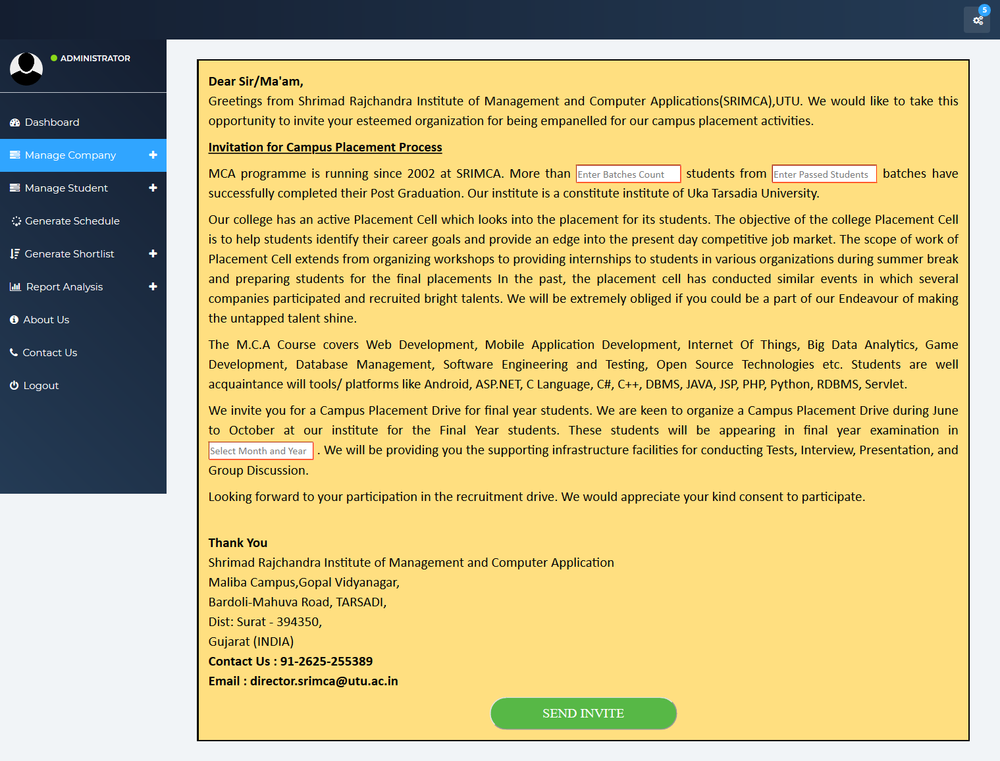 5
ADMINISTRATOR
Dashboard
Manage Company
Manage Student
Generate Schedule
Generate Shortlist
Report Analysis
About Us
Contact Us
Logout
Dear Sir/Ma'am,
Greetings from Shrimad Rajchandra Institute of Management and Computer Applications(SRIMCA),UTU. We would like to take this
opportunity to invite your esteemed organization for being empanelled for our campus placement activities.
Invitation for Campus Placement Process
MCA programme is running since 2002 at SRIMCA. More than Enter Batches Count students from Enter Passed Students batches have
successfully completed their Post Graduation. Our institute is a constitute institute of Uka Tarsadia University.
Our college has an active Placement Cell which looks into the placement for its students. The objective of the college Placement Cell
is to help students identify their career goals and provide an edge into the present day competitive job market. The scope of work of
Placement Cell extends from organizing workshops to providing internships to students in various organizations during summer break
and preparing students for the final placements In the past, the placement cell has conducted similar events in which several
companies participated and recruited bright talents. We will be extremely obliged if you could be a part of our Endeavour of making
the untapped talent shine.
The M.C.A Course covers Web Development, Mobile Application Development, Internet Of Things, Big Data Analytics, Game
Development, Database Management, Software Engineering and Testing, Open Source Technologies etc. Students are well
acquaintance will tools/ platforms like Android, ASP.NET, C Language, C#, C++, DBMS, JAVA, JSP, PHP, Python, RDBMS, Servlet.
We invite you for a Campus Placement Drive for final year students. We are keen to organize a Campus Placement Drive during June
to October at our institute for the Final Year students. These students will be appearing in final year examination in
Select Month and Year . We will be providing you the supporting infrastructure facilities for conducting Tests, Interview, Presentation, and
Group Discussion.
Looking forward to your participation in the recruitment drive. We would appreciate your kind consent to participate.
Thank You
Shrimad Rajchandra Institute of Management and Computer Application
Maliba Campus,Gopal Vidyanagar,
Bardoli-Mahuva Road, TARSADI,
Dist: Surat - 394350,
Gujarat (INDIA)
Contact Us : 91-2625-255389
Email : director.srimca@utu.ac.in
SEND INVITE